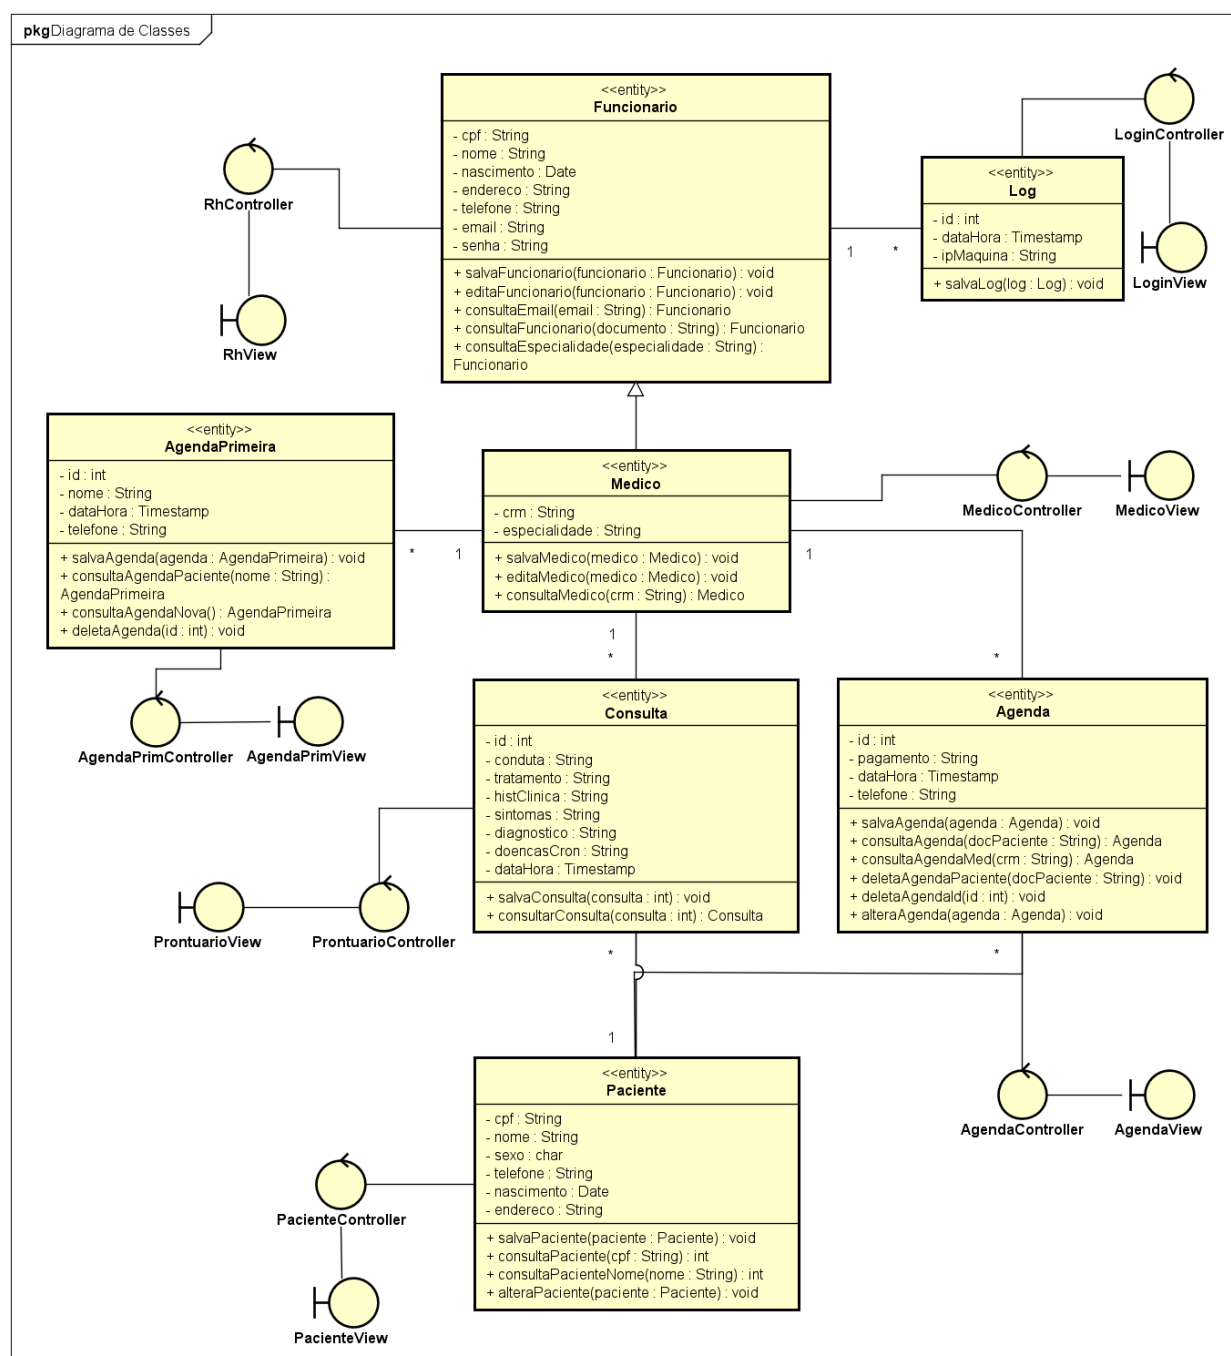 pkgDiagrama de Classes
<<entity>>
Funcionario
- cpf : String
- nome : String
- nascimento : Date
- endereco : String
- telefone : String
- email : String
- senha : String
+ salvaFuncionario(funcionario : Funcionario) : void
+ editaFuncionario(funcionario : Funcionario) : void
+ consultaEmail(email : String) : Funcionario
+ consultaFuncionario(documento : String) : Funcionario
+ consultaEspecialidade(especialidade : String) :
Funcionario
RhController
RhView
LoginController
<<entity>>
Log
- id : int
- dataHora : Timestamp
- ipMaquina : String
+ salvaLog(log : Log) : void
LoginView
1
*
<<entity>>
AgendaPrimeira
- id : int
- nome : String
- dataHora : Timestamp
- telefone : String
+ salvaAgenda(agenda : AgendaPrimeira) : void
+ consultaAgendaPaciente(nome : String) :
AgendaPrimeira
+ consultaAgendaNova() : AgendaPrimeira
+ deletaAgenda(id : int) : void
*
1
<<entity>>
Medico
- crm : String
- especialidade : String
+ salvaMedico(medico : Medico) : void
+ editaMedico(medico : Medico) : void
+ consultaMedico(crm : String) : Medico
MedicoController
MedicoView
1
*
1
*
AgendaPrimController
AgendaPrimView
<<entity>>
Consulta
- id : int
- conduta : String
- tratamento : String
- histClinica : String
- sintomas : String
- diagnostico : String
- doencasCron : String
- dataHora : Timestamp
+ salvaConsulta(consulta : int) : void
+ consultarConsulta(consulta : int) : Consulta
<<entity>>
Agenda
- id : int
- pagamento : String
- dataHora : Timestamp
- telefone : String
+ salvaAgenda(agenda : Agenda) : void
+ consultaAgenda(docPaciente : String) : Agenda
+ consultaAgendaMed(crm : String) : Agenda
+ deletaAgendaPaciente(docPaciente : String) : void
+ deletaAgendaId(id : int) : void
+ alteraAgenda(agenda : Agenda) : void
ProntuarioView
ProntuarioController
*
*
1
<<entity>>
Paciente
- cpf : String
- nome : String
- sexo : char
- telefone : String
- nascimento : Date
- endereco : String
+ salvaPaciente(paciente : Paciente) : void
+ consultaPaciente(cpf : String) : int
+ consultaPacienteNome(nome : String) : int
+ alteraPaciente(paciente : Paciente) : void
AgendaController
AgendaView
PacienteController
PacienteView